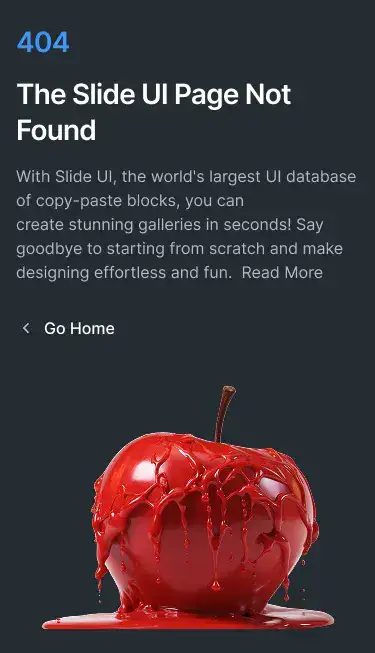 404
The Slide UI Page Not
Found
With Slide UI, the world's largest UI database
of copy-paste blocks, you can
create stunning galleries in seconds! Say
goodbye to starting from scratch and make
designing effortless and fun.  Read More
Go Home